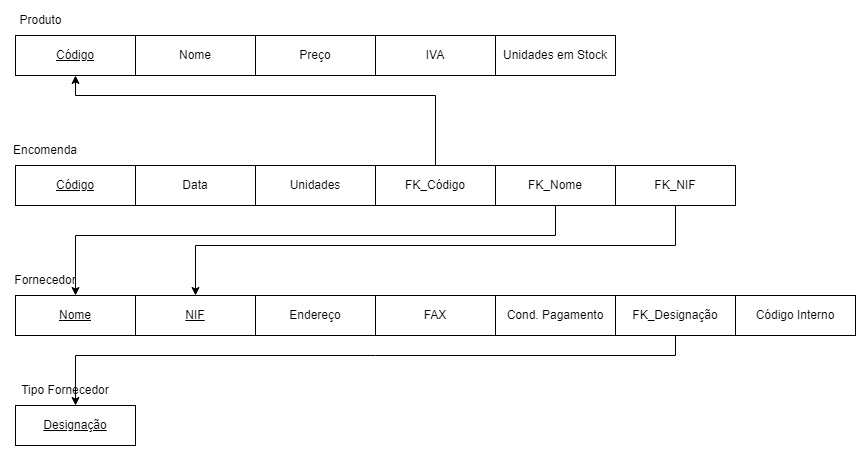 Produto
Código Nome Preço IVA Unidades em Stock
Encomenda
Código Data Unidades FK_Código FK_Nome FK_NIF
Fornecedor
Nome NIF Endereço FAX Cond. Pagamento FK_Designação Código Interno
Tipo Fornecedor
Designação